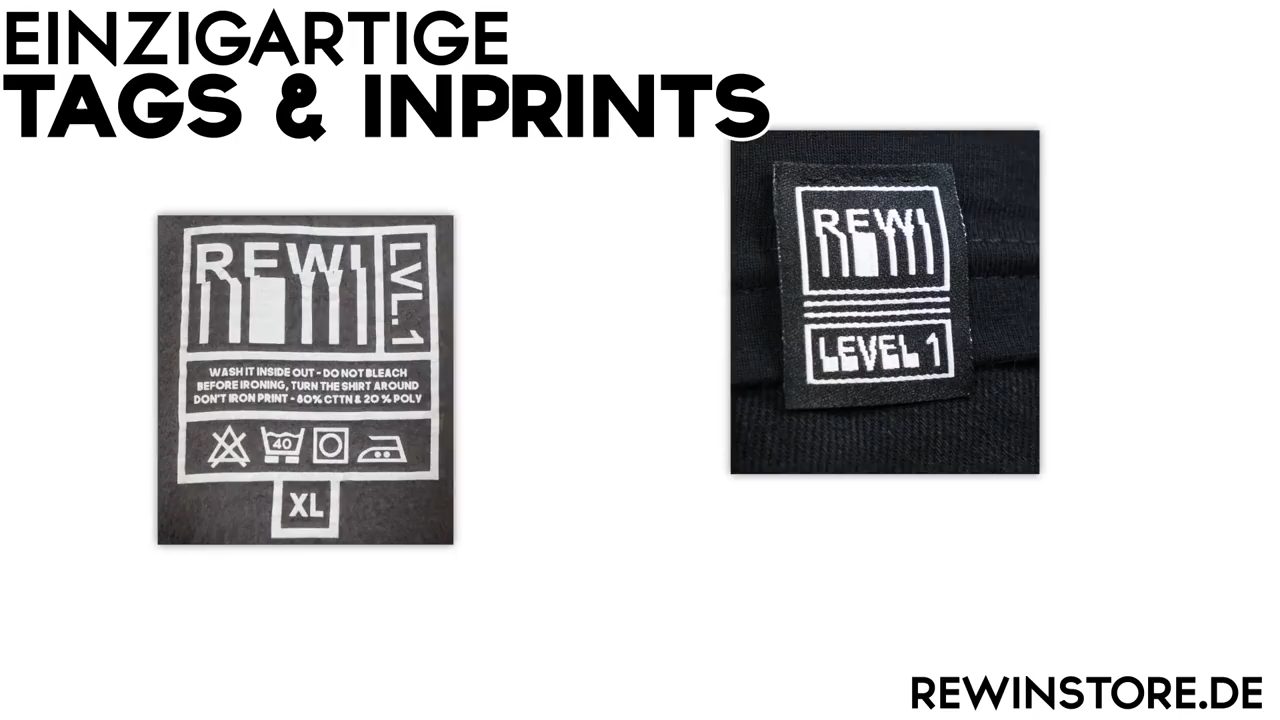 EINZIGARTIGE
TAGS & INPRINTS
REWI
LVL.1
WASH IT INSIDE OUT - DO NOT BLEACH
BEFORE IRONING, TURN THE SHIRT AROUND
DON'T IRON PRINT - 80% CTTN & 20 % POLY
40
XL
REWI
LEVEL 1
REWINSTORE.DE